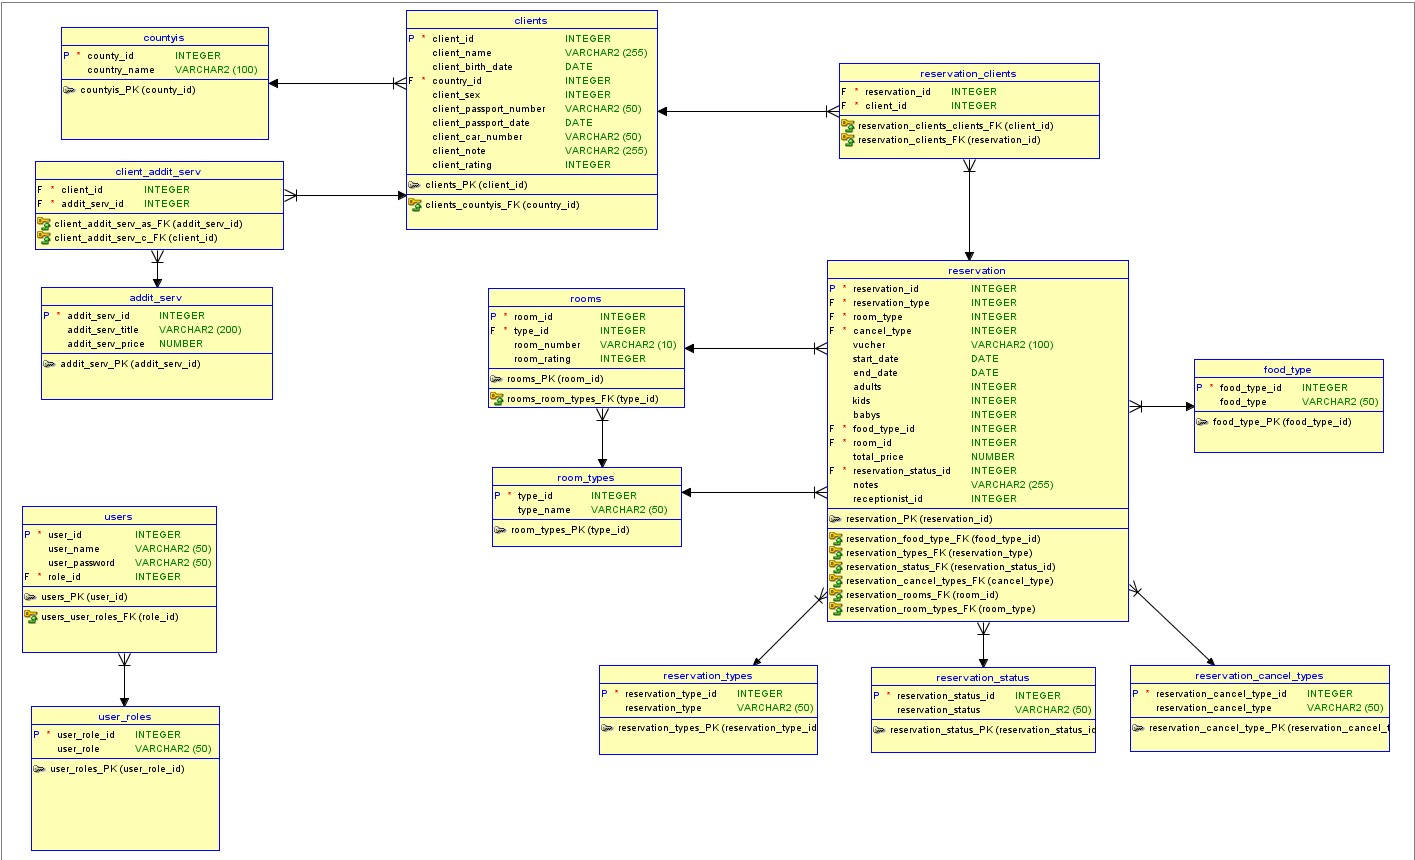 countyis
P * county_id INTEGER
country_name VARCHAR2 (100)
countyis_PK (county_id)
clients
P * client_id INTEGER
client_name VARCHAR2 (255)
client_birth_date DATE
F * country_id INTEGER
client_sex INTEGER
client_passport_number VARCHAR2 (50)
client_passport_date DATE
client_car_number VARCHAR2 (50)
client_note VARCHAR2 (255)
client_rating INTEGER
clients_PK (client_id)
clients_countyis_FK (country_id)
reservation_clients
F * reservation_id INTEGER
F * client_id INTEGER
reservation_clients_clients_FK (client_id)
reservation_clients_FK (reservation_id)
client_addit_serv
F * client_id INTEGER
F * addit_serv_id INTEGER
client_addit_serv_as_FK (addit_serv_id)
client_addit_serv_c_FK (client_id)
addit_serv
P * addit_serv_id INTEGER
addit_serv_title VARCHAR2 (200)
addit_serv_price NUMBER
addit_serv_PK (addit_serv_id)
rooms
P * room_id INTEGER
F * type_id INTEGER
room_number VARCHAR2 (10)
room_rating INTEGER
rooms_PK (room_id)
rooms_room_types_FK (type_id)
reservation
P * reservation_id INTEGER
F * reservation_type INTEGER
F * room_type INTEGER
F * cancel_type INTEGER
vucher VARCHAR2 (100)
start_date DATE
end_date DATE
adults INTEGER
kids INTEGER
babys INTEGER
F * food_type_id INTEGER
F * room_id INTEGER
total_price NUMBER
F * reservation_status_id INTEGER
notes VARCHAR2 (255)
receptionist_id INTEGER
reservation_PK (reservation_id)
reservation_food_type_FK (food_type_id)
reservation_types_FK (reservation_type)
reservation_status_FK (reservation_status_id)
reservation_cancel_types_FK (cancel_type)
reservation_rooms_FK (room_id)
reservation_room_types_FK (room_type)
food_type
P * food_type_id INTEGER
food_type VARCHAR2 (50)
food_type_PK (food_type_id)
room_types
P * type_id INTEGER
type_name VARCHAR2 (50)
room_types_PK (type_id)
users
P * user_id INTEGER
user_name VARCHAR2 (50)
user_password VARCHAR2 (50)
F * role_id INTEGER
users_PK (user_id)
users_user_roles_FK (role_id)
user_roles
P * user_role_id INTEGER
user_role VARCHAR2 (50)
user_roles_PK (user_role_id)
reservation_types
P * reservation_type_id INTEGER
reservation_type VARCHAR2 (50)
reservation_types_PK (reservation_type_id
reservation_status
P * reservation_status_id INTEGER
reservation_status VARCHAR2 (50)
reservation_status_PK (reservation_status_id
reservation_cancel_types
P * reservation_cancel_type_id INTEGER
reservation_cancel_type VARCHAR2 (50)
reservation_cancel_type_PK (reservation_cancel_t